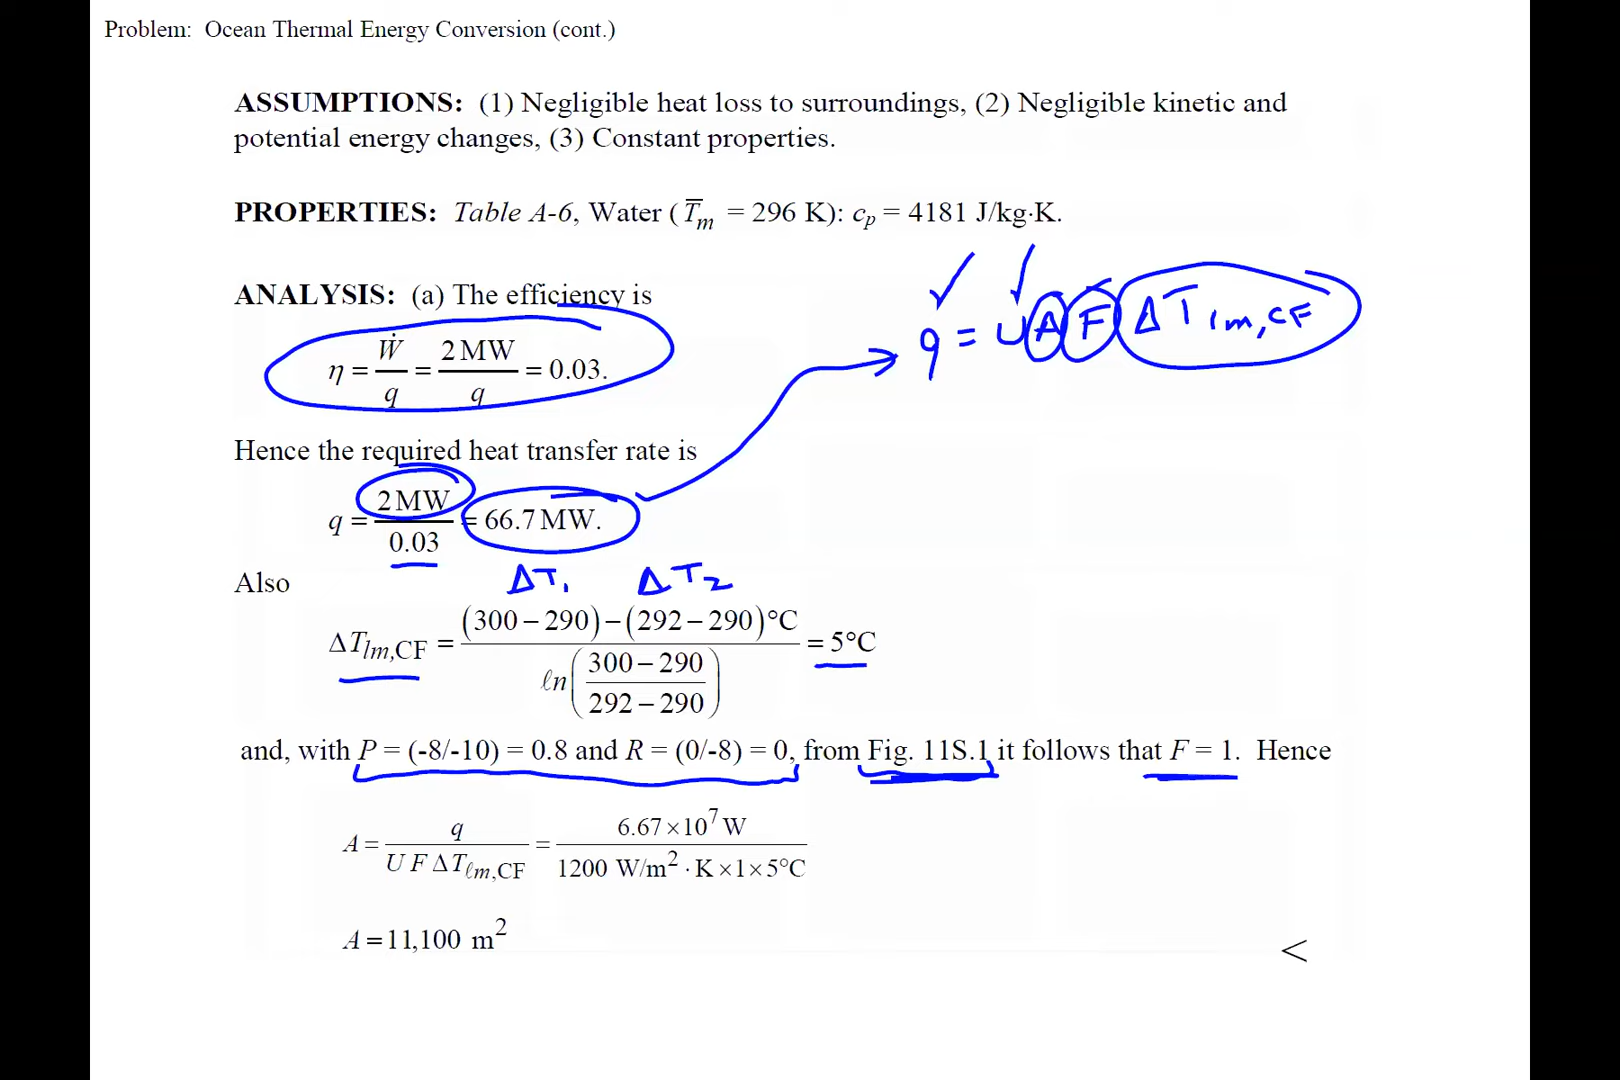 Problem: Ocean Thermal Energy Conversion (cont.)
ASSUMPTIONS: (1) Negligible heat loss to surroundings, (2) Negligible kinetic and
potential energy changes, (3) Constant properties.
PROPERTIES: Table A-6, Water ( T̅m = 296 K): cp = 4181 J/kg·K.
ANALYSIS: (a) The efficiency is
η = Ẇ/q = 2 MW/q = 0.03.
q = UAF ΔTlm,CF
Hence the required heat transfer rate is
q = 2 MW/0.03 = 66.7 MW.
Also
ΔT1 ΔT2
ΔTlm,CF = ((300 − 290) − (292 − 290)°C)/(ℓn((300 − 290)/(292 − 290))) = 5°C
and, with P = (-8/-10) = 0.8 and R = (0/-8) = 0, from Fig. 11S.1 it follows that F = 1. Hence
A = q/(U F ΔTℓm,CF) = (6.67 × 10⁷ W)/(1200 W/m² · K × 1 × 5°C)
A = 11,100 m²
<